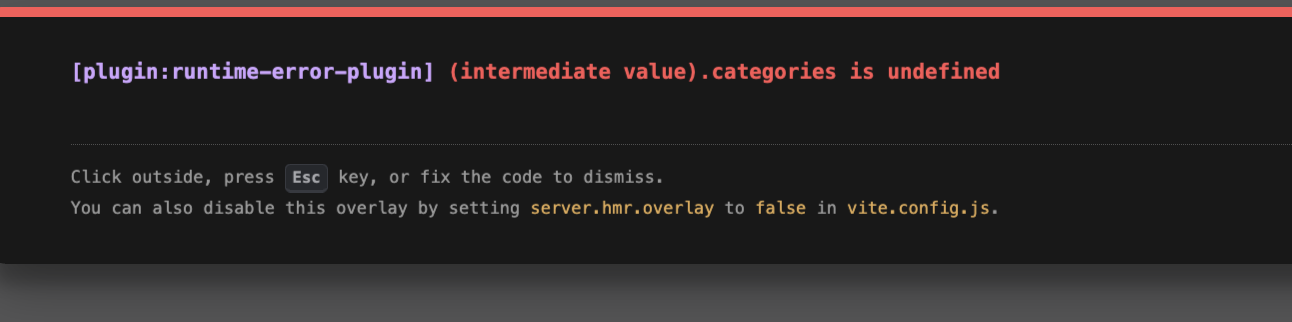 [plugin:runtime-error-plugin] (intermediate value).categories is undefined
Click outside, press Esc key, or fix the code to dismiss.
You can also disable this overlay by setting server.hmr.overlay to false in vite.config.js.